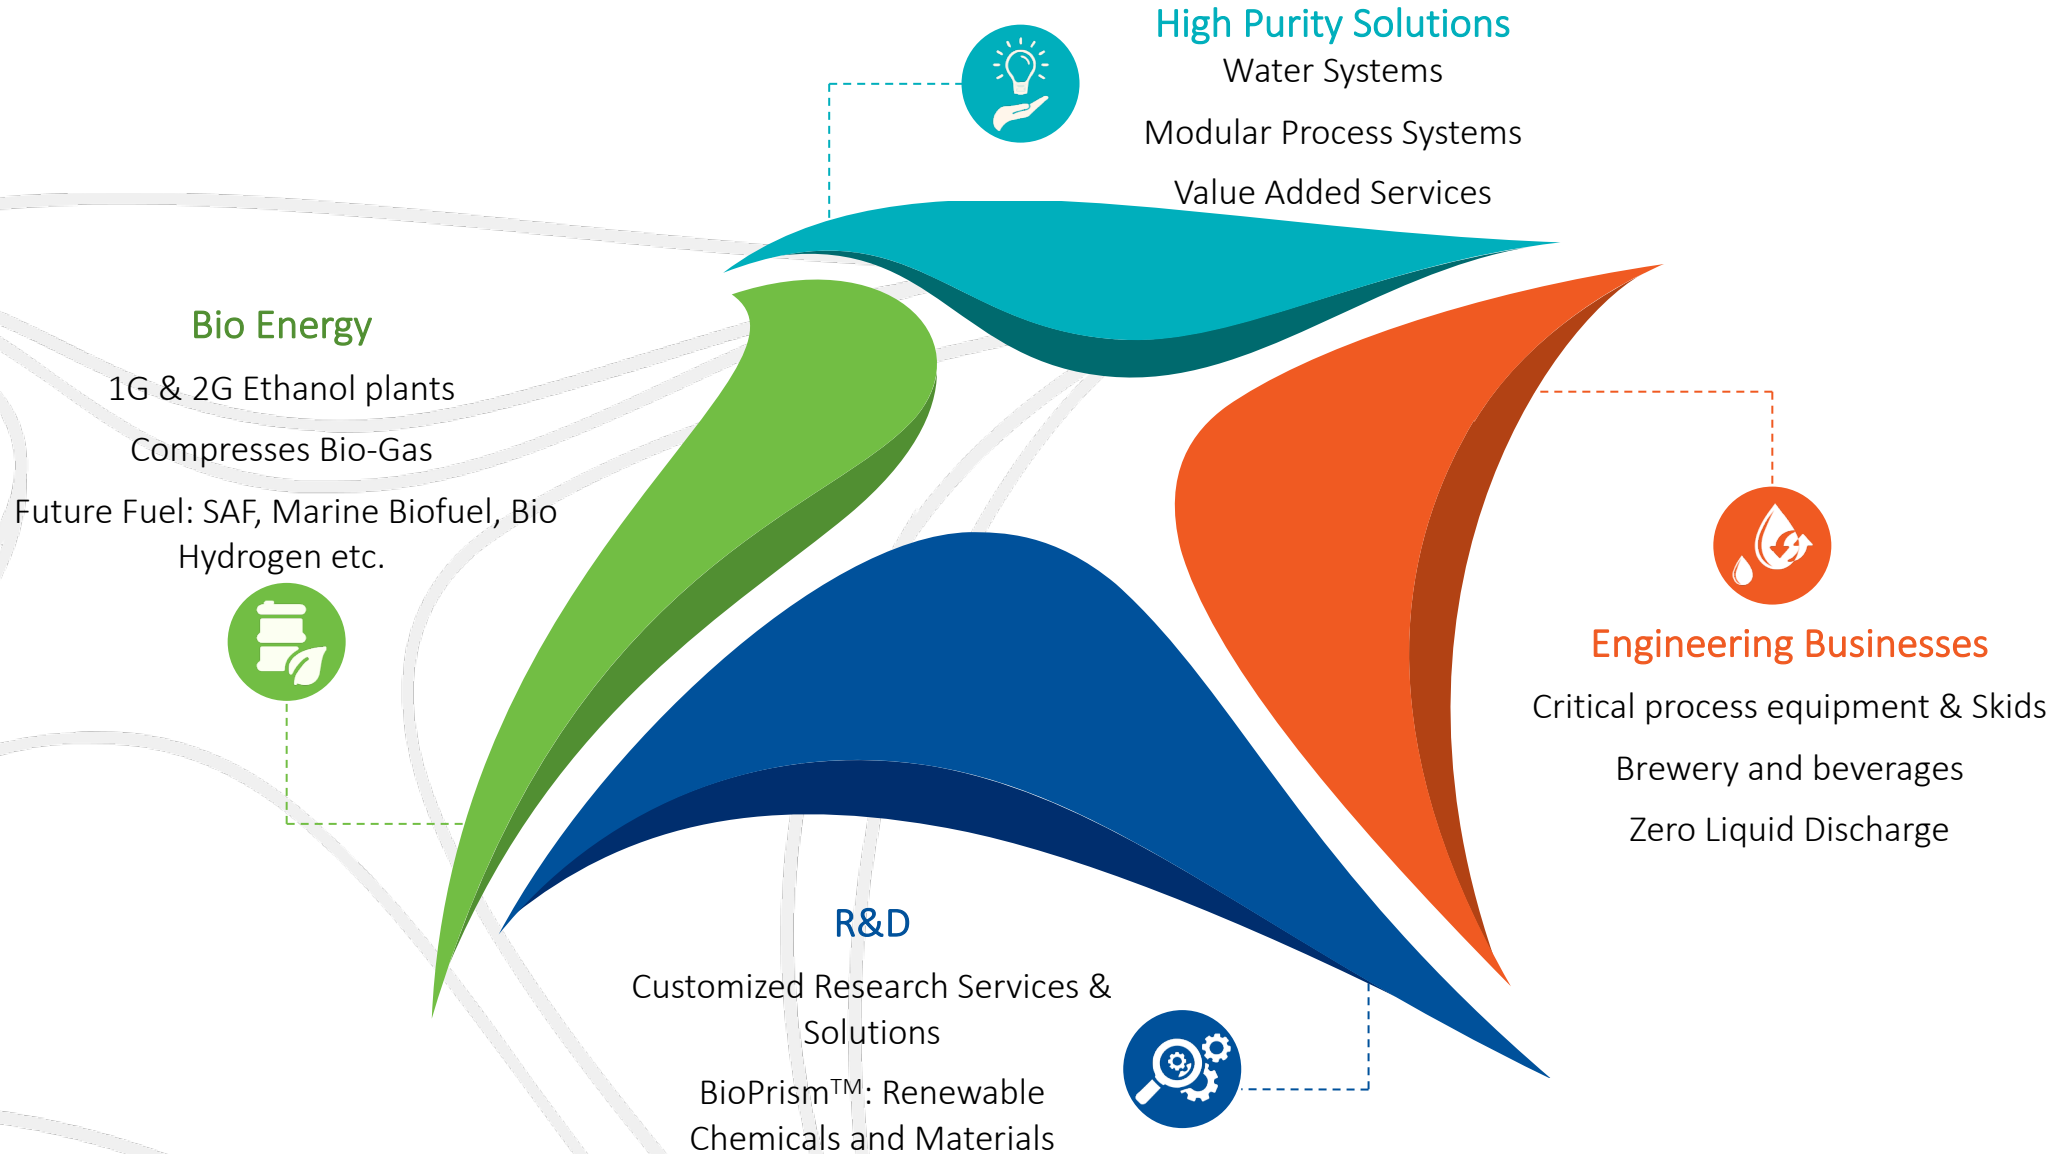 High Purity Solutions
Water Systems
Modular Process Systems
Value Added Services
Bio Energy
1G & 2G Ethanol plants
Compresses Bio-Gas
Future Fuel: SAF, Marine Biofuel, Bio
Hydrogen etc.
Engineering Businesses
Critical process equipment & Skids
Brewery and beverages
Zero Liquid Discharge
R&D
Customized Research Services &
Solutions
BioPrism™: Renewable
Chemicals and Materials